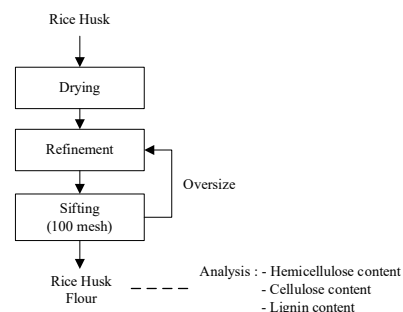 Rice Husk
Drying
Refinement
Oversize
Sifting
(100 mesh)
Rice Husk
Flour
Analysis : - Hemicellulose content
- Cellulose content
- Lignin content